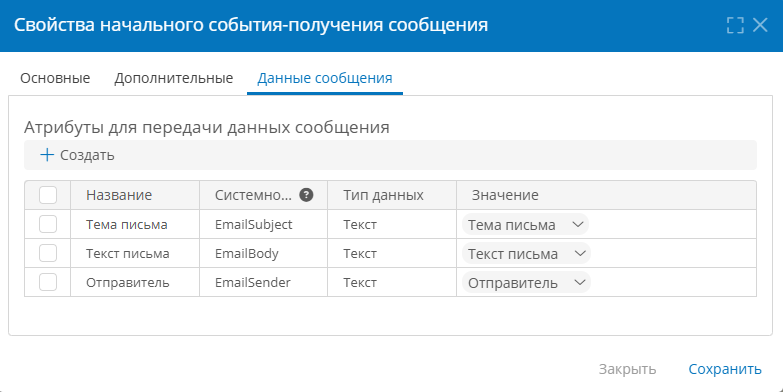 Свойства начального события-получения сообщения
Основные Дополнительные Данные сообщения
Атрибуты для передачи данных сообщения
+ Создать
Название Системно... ? Тип данных Значение
Тема письма EmailSubject Текст Тема письма
Текст письма EmailBody Текст Текст письма
Отправитель EmailSender Текст Отправитель
Закрыть Сохранить